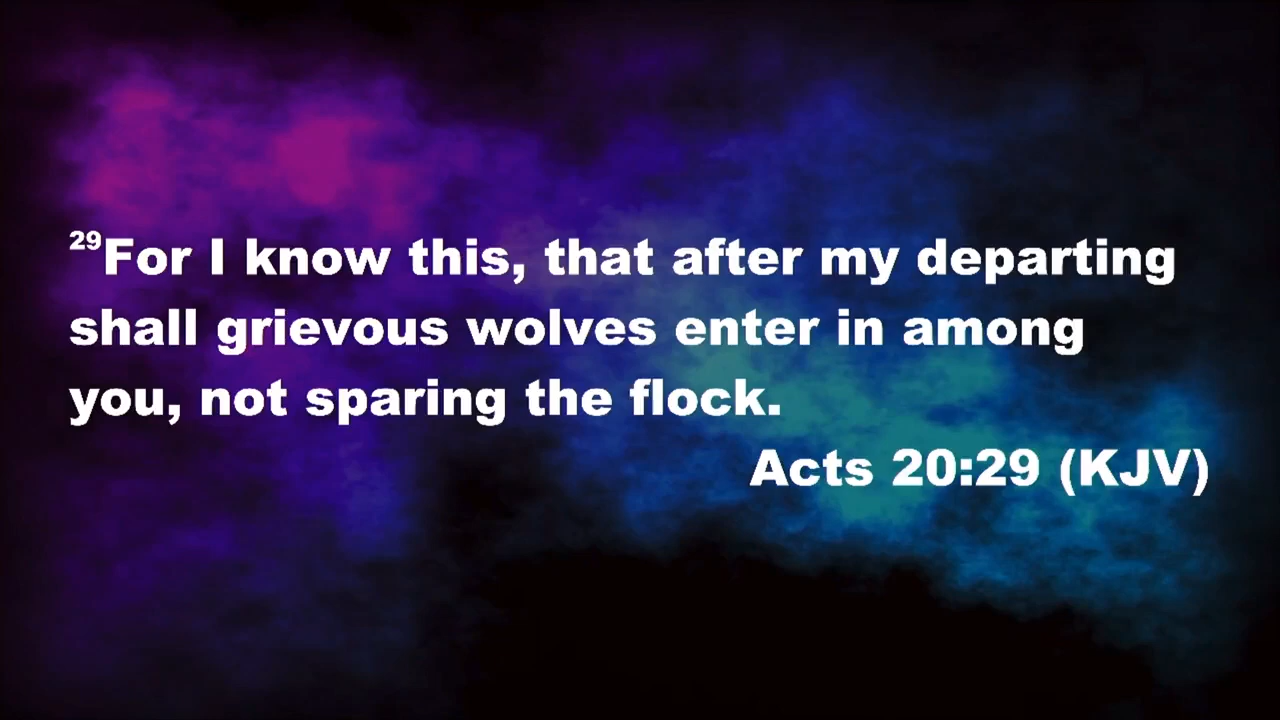 29For I know this, that after my departing
shall grievous wolves enter in among
you, not sparing the flock.
Acts 20:29 (KJV)